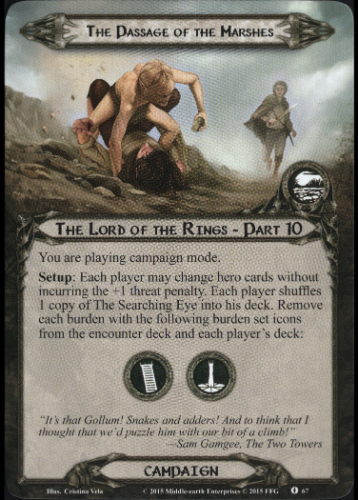 The Passage of the Marshes
The Lord of the Rings - Part 10
You are playing campaign mode.
Setup: Each player may change hero cards without
incurring the +1 threat penalty. Each player shuffles
1 copy of The Searching Eye into his deck. Remove
each burden with the following burden set icons
from the encounter deck and each player's deck:
"It's that Gollum! Snakes and adders! And to think that I
thought that we'd puzzle him with our bit of a climb!"
—Sam Gamgee, The Two Towers
CAMPAIGN
Illus. Cristina Vela
© 2015 Middle-earth Enterprises © 2015 FFG
67